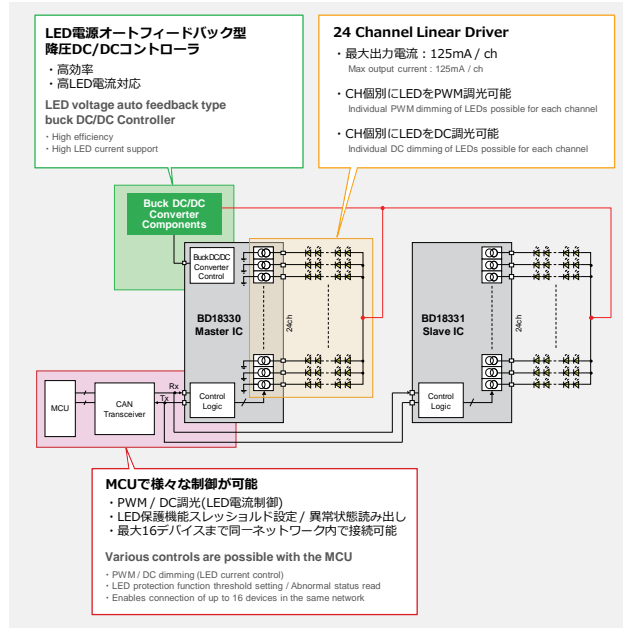 LED電源オートフィードバック型
降圧DC/DCコントローラ
・高効率
・高LED電流対応
LED voltage auto feedback type
buck DC/DC Controller
・High efficiency
・High LED current support
24 Channel Linear Driver
・最大出力電流：125mA / ch
Max output current : 125mA / ch
・CH個別にLEDをPWM調光可能
Individual PWM dimming of LEDs possible for each channel
・CH個別にLEDをDC調光可能
Individual DC dimming of LEDs possible for each channel
Buck DC/DC
Converter
Components
BuckDC/DC
Converter
Control
BD18330
Master IC
24ch
Control
Logic
BD18331
Slave IC
24ch
Control
Logic
MCU
CAN
Transceiver
Rx
Tx
MCUで様々な制御が可能
・PWM / DC調光(LED電流制御)
・LED保護機能スレッショルド設定 / 異常状態読み出し
・最大16デバイスまで同一ネットワーク内で接続可能
Various controls are possible with the MCU
・PWM / DC dimming (LED current control)
・LED protection function threshold setting / Abnormal status read
・Enables connection of up to 16 devices in the same network